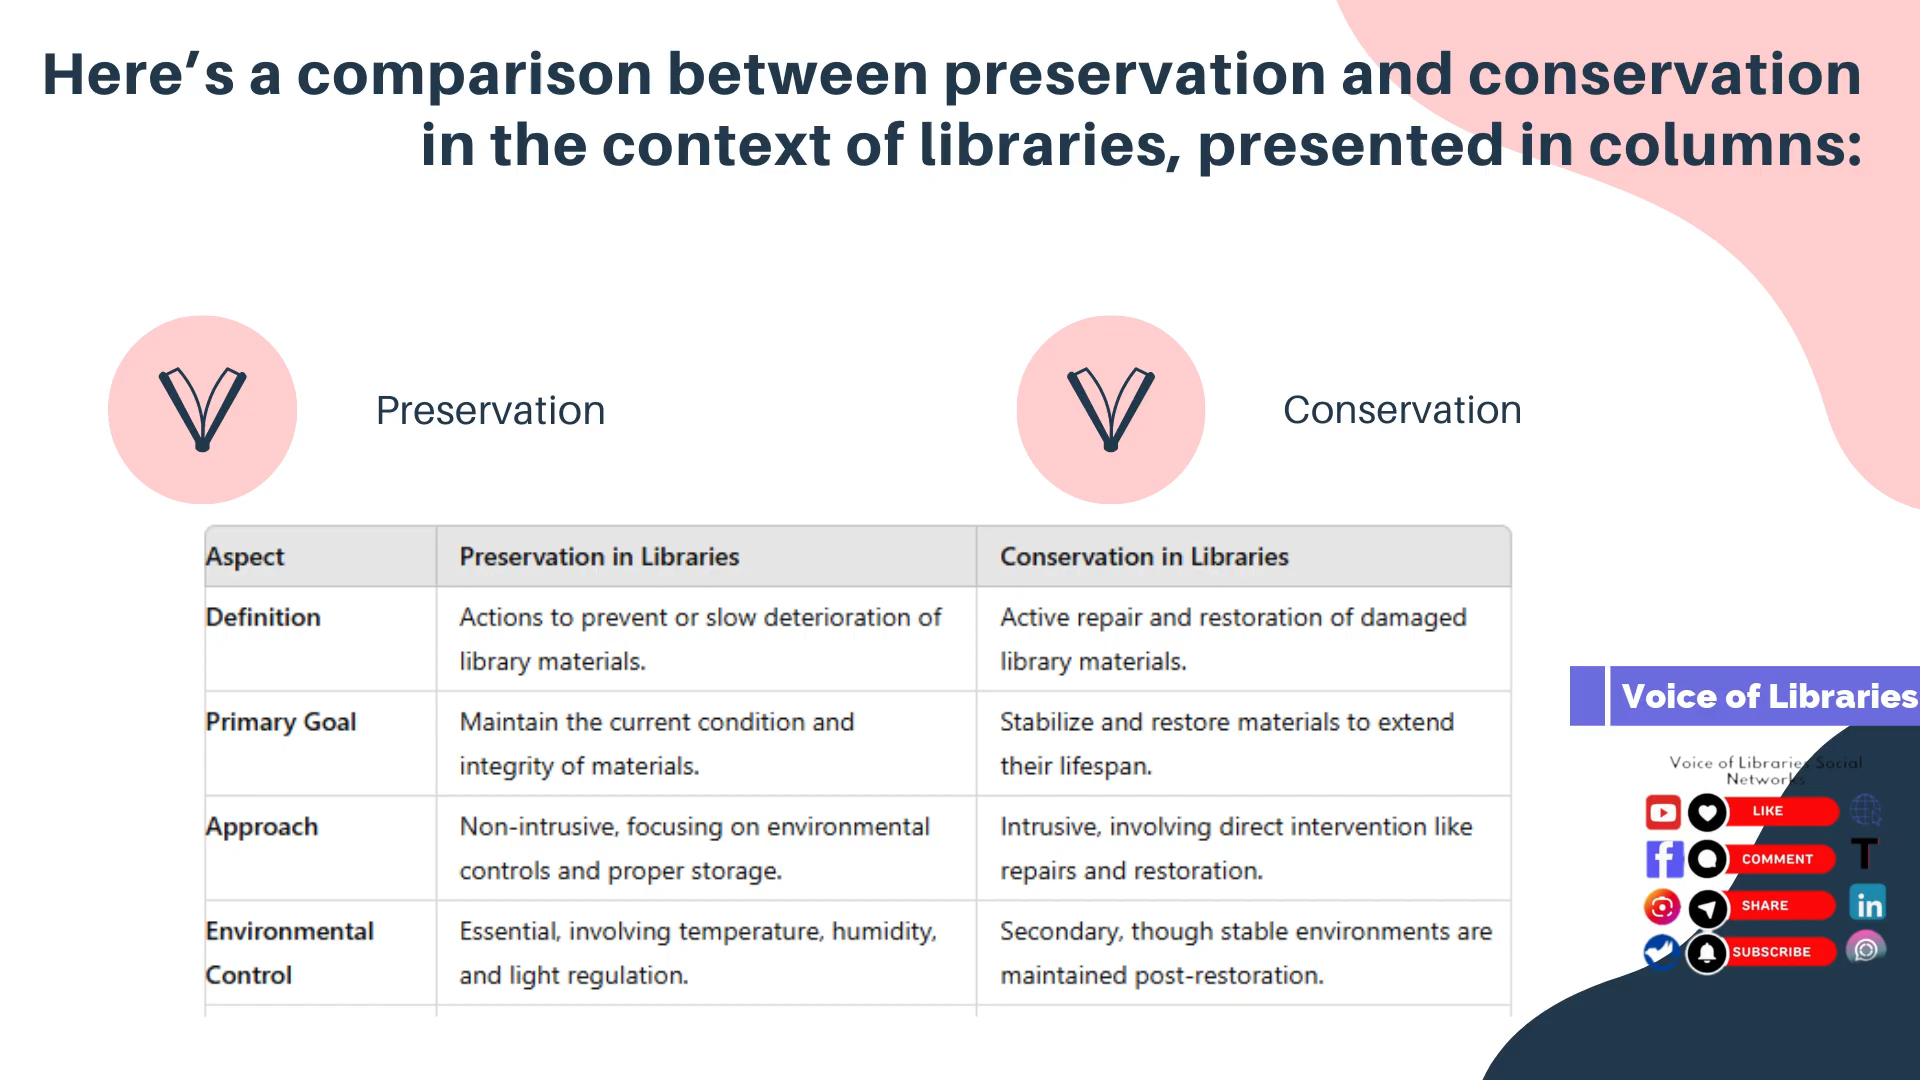 Here’s a comparison between preservation and conservation
in the context of libraries, presented in columns:
Preservation
Conservation
Aspect
Preservation in Libraries
Conservation in Libraries
Definition
Actions to prevent or slow deterioration of
library materials.
Active repair and restoration of damaged
library materials.
Primary Goal
Maintain the current condition and
integrity of materials.
Stabilize and restore materials to extend
their lifespan.
Approach
Non-intrusive, focusing on environmental
controls and proper storage.
Intrusive, involving direct intervention like
repairs and restoration.
Environmental
Control
Essential, involving temperature, humidity,
and light regulation.
Secondary, though stable environments are
maintained post-restoration.
Voice of Libraries
Voice of Libraries Social
Networks
LIKE
COMMENT
T
SHARE
in
SUBSCRIBE